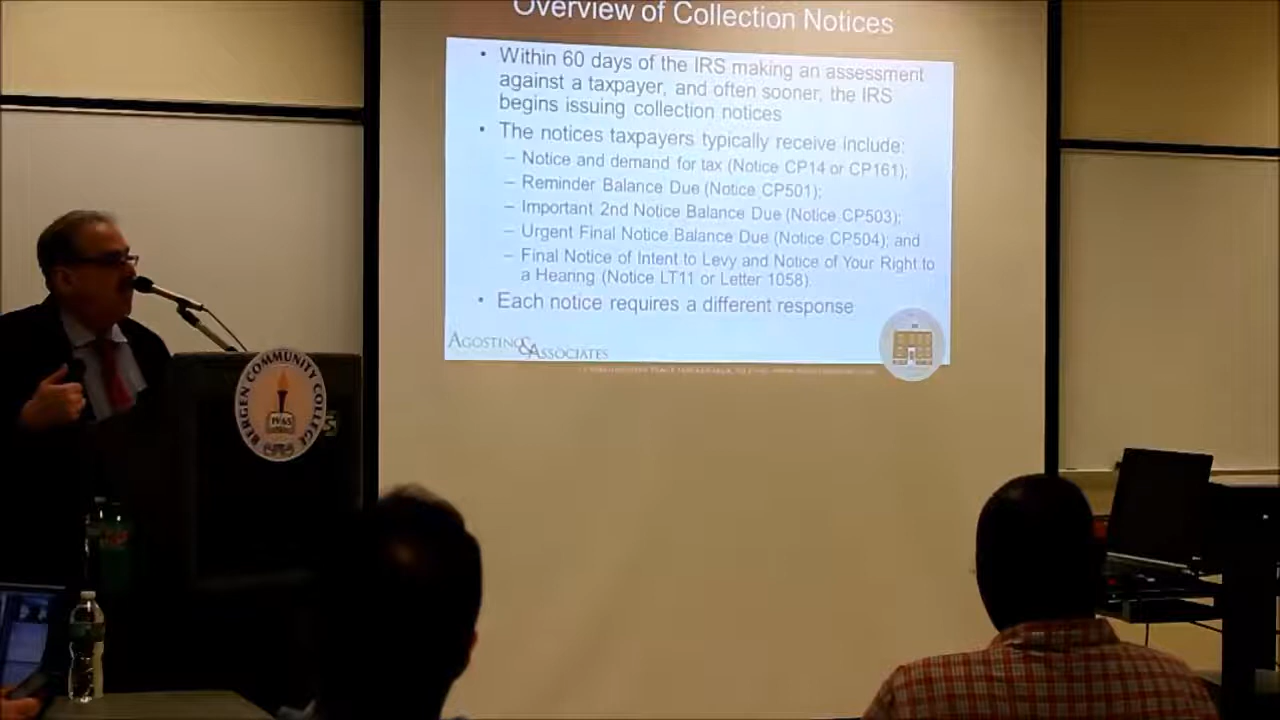 Overview of Collection Notices
• Within 60 days of the IRS making an assessment
against a taxpayer, and often sooner, the IRS
begins issuing collection notices
• The notices taxpayers typically receive include:
– Notice and demand for tax (Notice CP14 or CP161);
– Reminder Balance Due (Notice CP501);
– Important 2nd Notice Balance Due (Notice CP503);
– Urgent Final Notice Balance Due (Notice CP504); and
– Final Notice of Intent to Levy and Notice of Your Right to
a Hearing (Notice LT11 or Letter 1058)
• Each notice requires a different response
AGOSTINO & ASSOCIATES
BERGEN COMMUNITY COLLEGE
1965